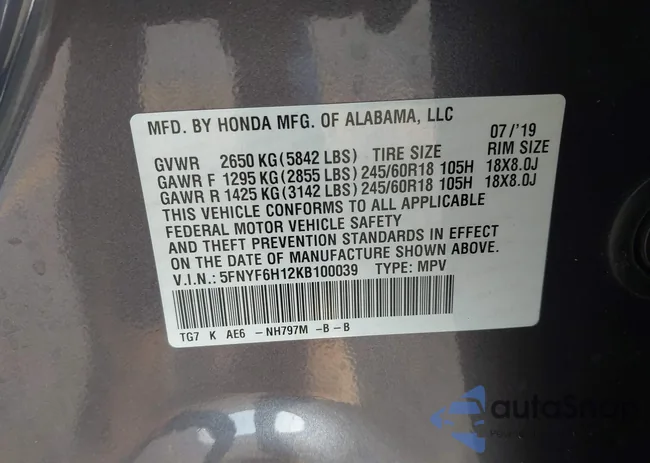 MFD. BY HONDA MFG. OF ALABAMA, LLC 07/'19
GVWR 2650 KG(5842 LBS) TIRE SIZE RIM SIZE
GAWR F 1295 KG(2855 LBS) 245/60R18 105H 18X8.0J
GAWR R 1425 KG(3142 LBS) 245/60R18 105H 18X8.0J
THIS VEHICLE CONFORMS TO ALL APPLICABLE
FEDERAL MOTOR VEHICLE SAFETY
AND THEFT PREVENTION STANDARDS IN EFFECT
ON THE DATE OF MANUFACTURE SHOWN ABOVE.
V.I.N.: 5FNYF6H12KB100039 TYPE: MPV
TG7 K AE6 -NH797M -B-B